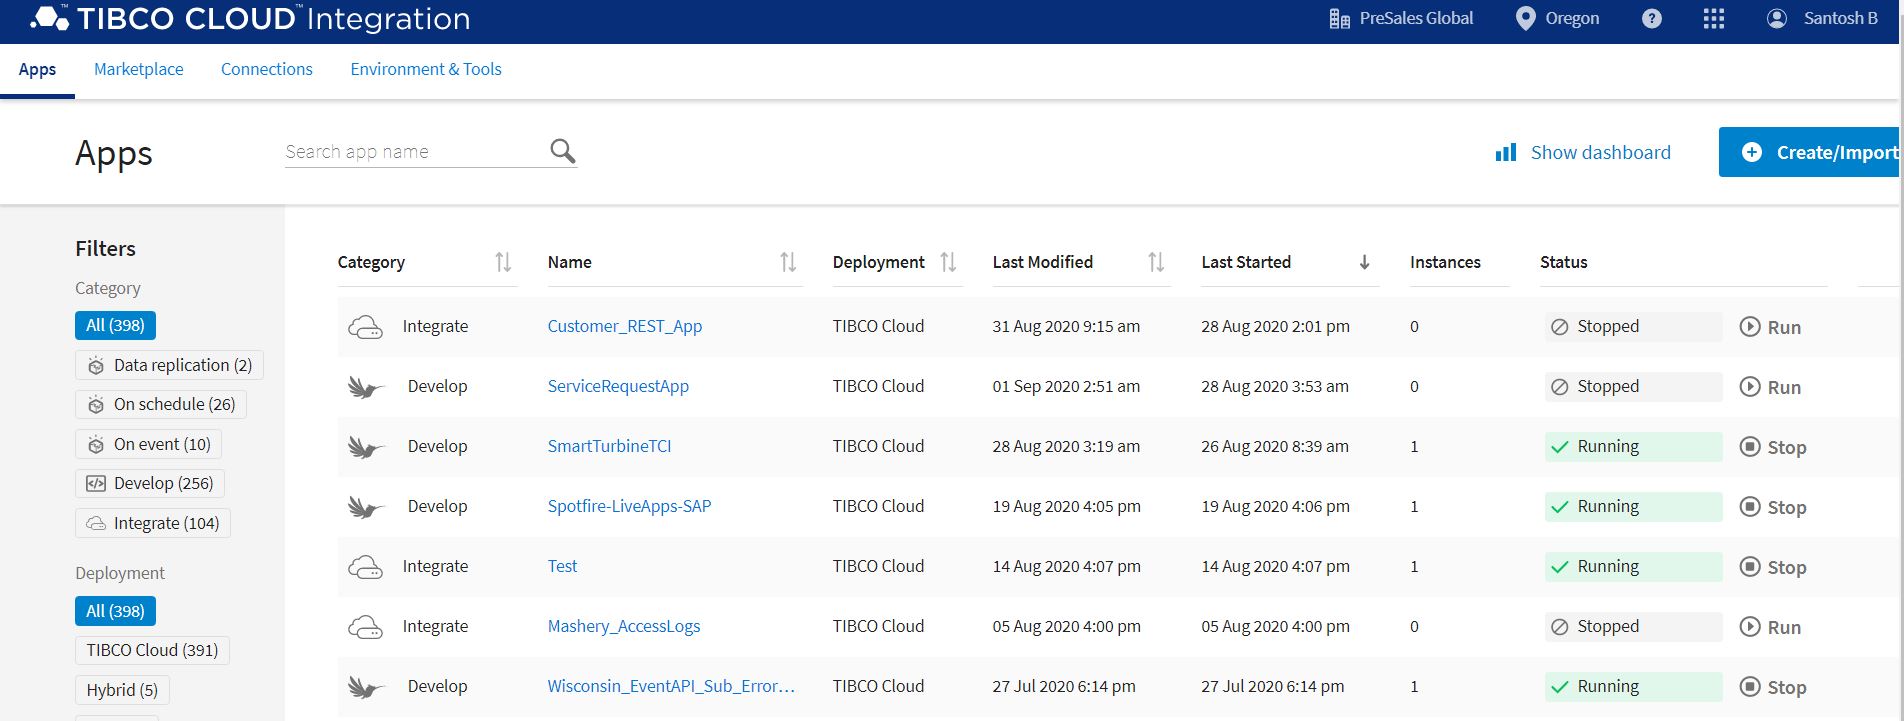 TIBCO CLOUD™ Integration PreSales Global Oregon ? Santosh B
Apps Marketplace Connections Environment & Tools
Apps Search app name Show dashboard Create/Import
Filters
Category
All (398)
Data replication (2)
On schedule (26)
On event (10)
Develop (256)
Integrate (104)
Deployment
All (398)
TIBCO Cloud (391)
Hybrid (5)
Category Name Deployment Last Modified Last Started Instances Status
Integrate Customer_REST_App TIBCO Cloud 31 Aug 2020 9:15 am 28 Aug 2020 2:01 pm 0 Stopped Run
Develop ServiceRequestApp TIBCO Cloud 01 Sep 2020 2:51 am 28 Aug 2020 3:53 am 0 Stopped Run
Develop SmartTurbineTCI TIBCO Cloud 28 Aug 2020 3:19 am 26 Aug 2020 8:39 am 1 Running Stop
Develop Spotfire-LiveApps-SAP TIBCO Cloud 19 Aug 2020 4:05 pm 19 Aug 2020 4:06 pm 1 Running Stop
Integrate Test TIBCO Cloud 14 Aug 2020 4:07 pm 14 Aug 2020 4:07 pm 1 Running Stop
Integrate Mashery_AccessLogs TIBCO Cloud 05 Aug 2020 4:00 pm 05 Aug 2020 4:00 pm 0 Stopped Run
Develop Wisconsin_EventAPI_Sub_Error... TIBCO Cloud 27 Jul 2020 6:14 pm 27 Jul 2020 6:14 pm 1 Running Stop